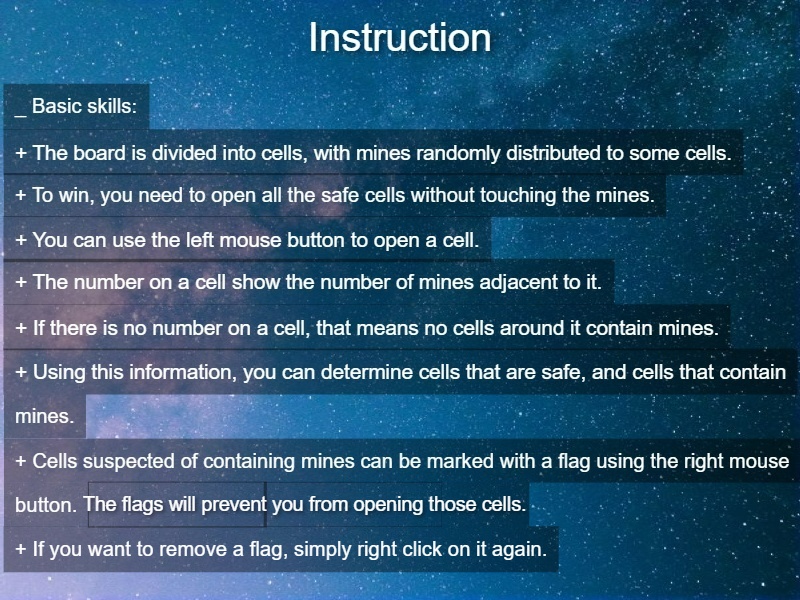 Instruction
_ Basic skills:
+ The board is divided into cells, with mines randomly distributed to some cells.
+ To win, you need to open all the safe cells without touching the mines.
+ You can use the left mouse button to open a cell.
+ The number on a cell show the number of mines adjacent to it.
+ If there is no number on a cell, that means no cells around it contain mines.
+ Using this information, you can determine cells that are safe, and cells that contain
mines.
+ Cells suspected of containing mines can be marked with a flag using the right mouse
button. The flags will prevent you from opening those cells.
+ If you want to remove a flag, simply right click on it again.